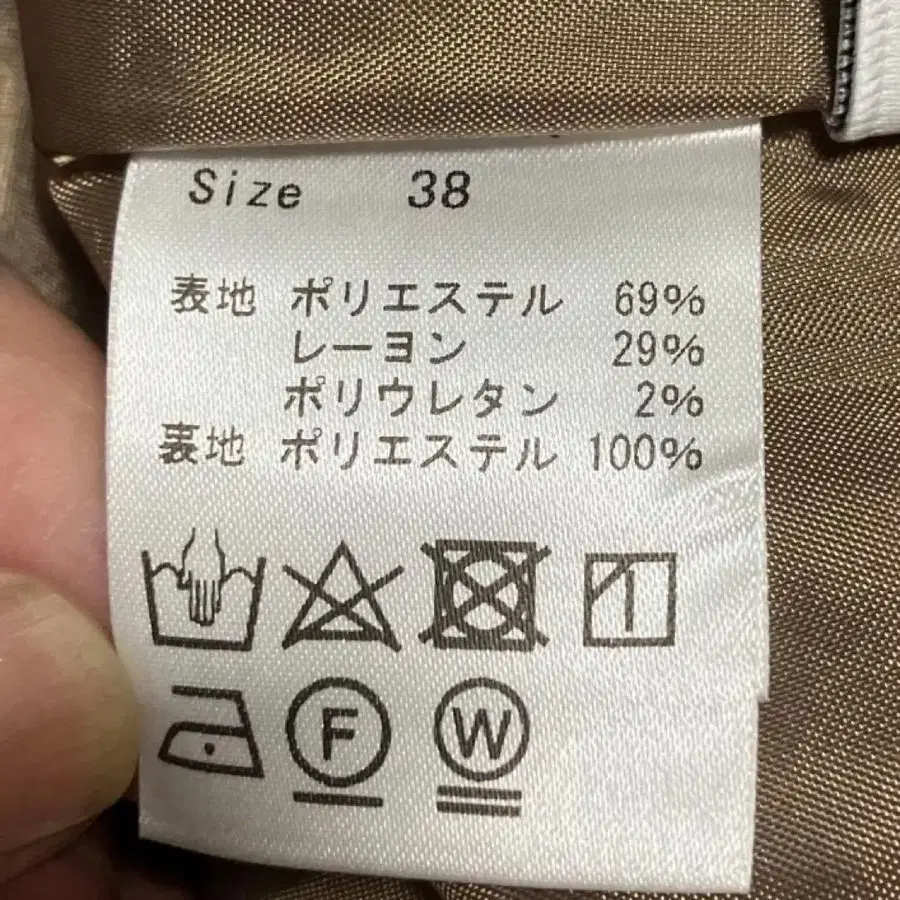 Size 38
表地 ポリエステル 69%
レーヨン 29%
ポリウレタン 2%
裏地 ポリエステル 100%
F W